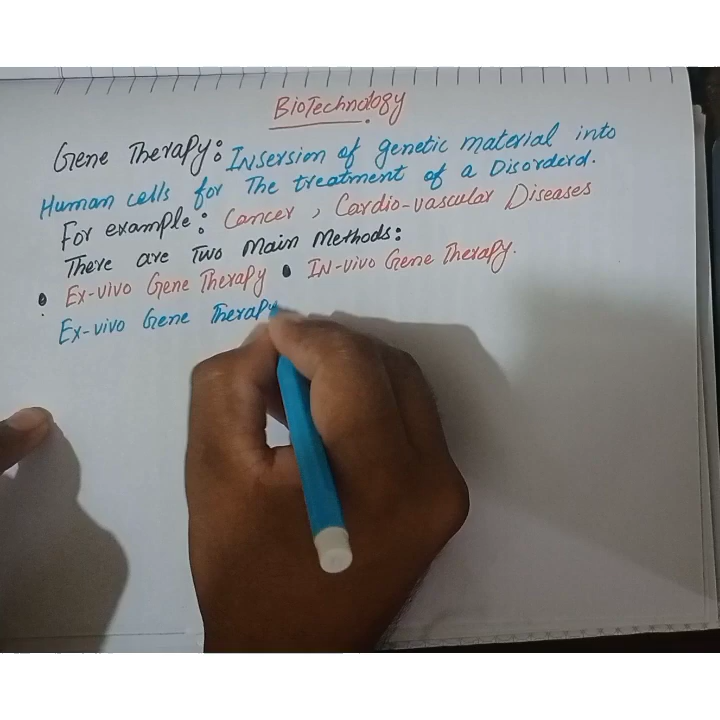 BioTechnology
Gene Therapy: Insersion of genetic material into
Human cells for The treatment of a Disorderd.
For example: Cancer, Cardio-vascular Diseases
There are Two Main Methods:
• Ex-vivo Gene Therapy • IN-vivo Gene Therapy.
Ex-vivo Gene Therapy